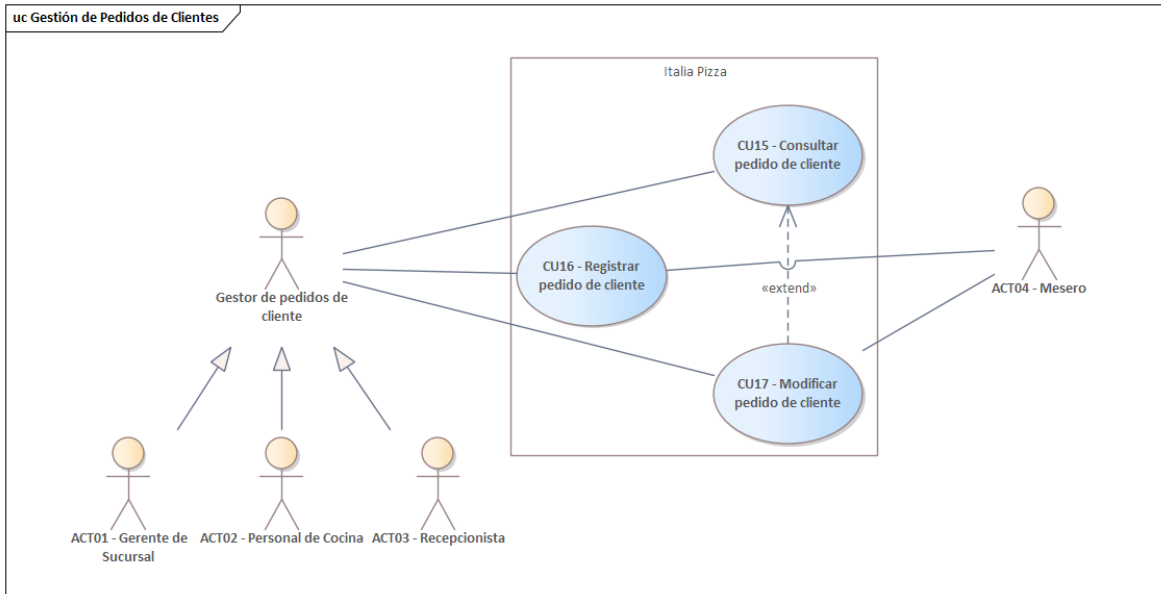 uc Gestión de Pedidos de Clientes
Italia Pizza
CU15 - Consultar
pedido de cliente
CU16 - Registrar
pedido de cliente
«extend»
CU17 - Modificar
pedido de cliente
Gestor de pedidos de
cliente
ACT04 - Mesero
ACT01 - Gerente de
Sucursal
ACT02 - Personal de Cocina
ACT03 - Recepcionista